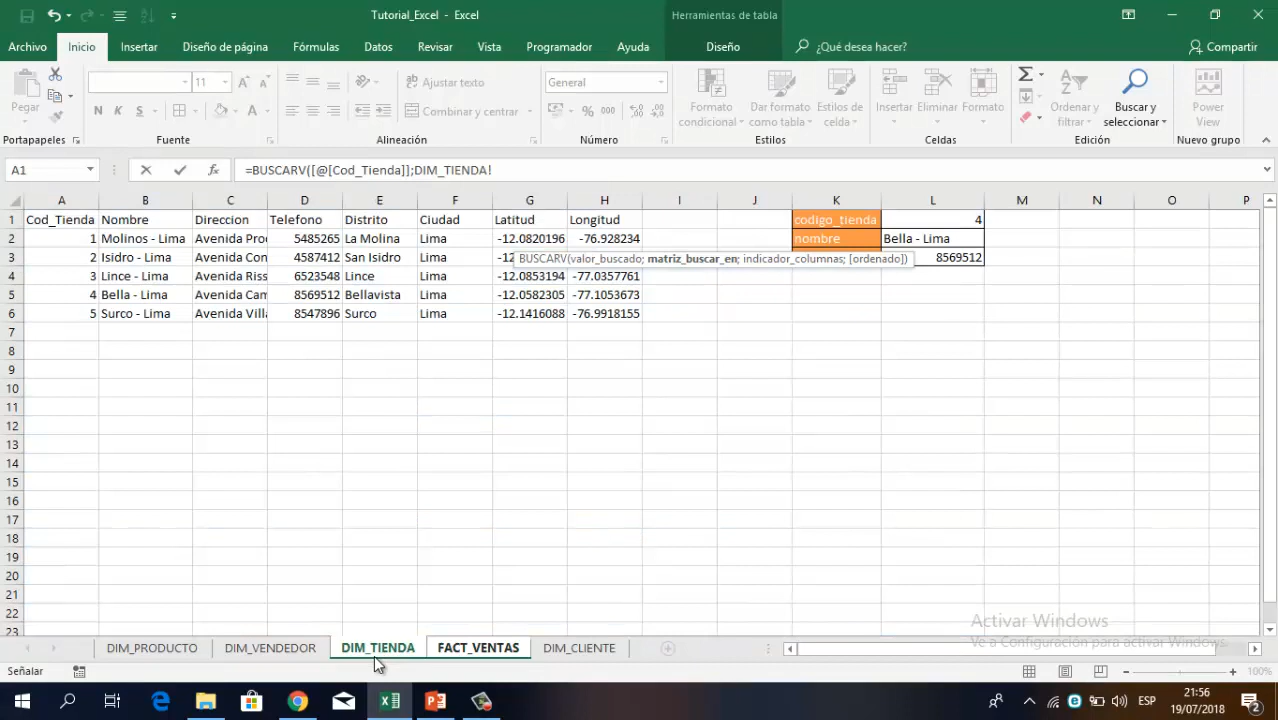 Tutorial_Excel - Excel
Herramientas de tabla
Archivo Inicio Insertar Diseño de página Fórmulas Datos Revisar Vista Programador Ayuda Diseño ¿Qué desea hacer? Compartir
Pegar
N K S
11
A A
Ajustar texto
Combinar y centrar
General
% 000
Formato condicional
Dar formato como tabla
Estilos de celda
Insertar Eliminar Formato
Ordenar y filtrar
Buscar y seleccionar
Power View
Portapapeles Fuente Alineación Número Estilos Celdas Edición Nuevo grupo
A1 fx =BUSCARV([@[Cod_Tienda]];DIM_TIENDA!
A B C D E F G H I J K L M N O P
1 Cod_Tienda Nombre Direccion Telefono Distrito Ciudad Latitud Longitud codigo_tienda 4
2 1 Molinos - Lima Avenida Pro 5485265 La Molina Lima -12.0820196 -76.928234 nombre Bella - Lima
3 2 Isidro - Lima Avenida Con 4587412 San Isidro Lima -12 8569512
BUSCARV(valor_buscado; matriz_buscar_en; indicador_columnas; [ordenado])
4 3 Lince - Lima Avenida Riss 6523548 Lince Lima -12.0853194 -77.0357761
5 4 Bella - Lima Avenida Cam 8569512 Bellavista Lima -12.0582305 -77.1053673
6 5 Surco - Lima Avenida Villa 8547896 Surco Lima -12.1416088 -76.9918155
7
8
9
10
11
12
13
14
15
16
17
18
19
20
21
22
23
Activar Windows
Ve a Configuración para activar Windows.
DIM_PRODUCTO DIM_VENDEDOR DIM_TIENDA FACT_VENTAS DIM_CLIENTE
Señalar 100%
ESP 21:56
19/07/2018
2